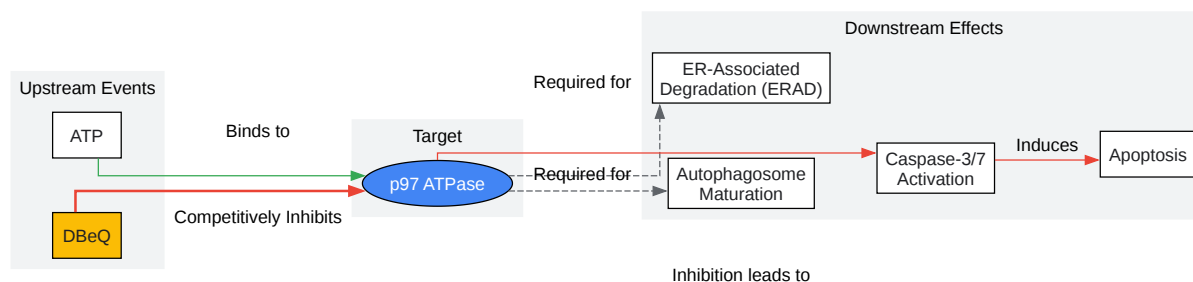 Downstream Effects
Upstream Events
ATP
DBeQ
Binds to
Competitively Inhibits
Target
p97 ATPase
Required for
Required for
ER-Associated
Degradation (ERAD)
Autophagosome
Maturation
Caspase-3/7
Activation
Induces
Apoptosis
Inhibition leads to